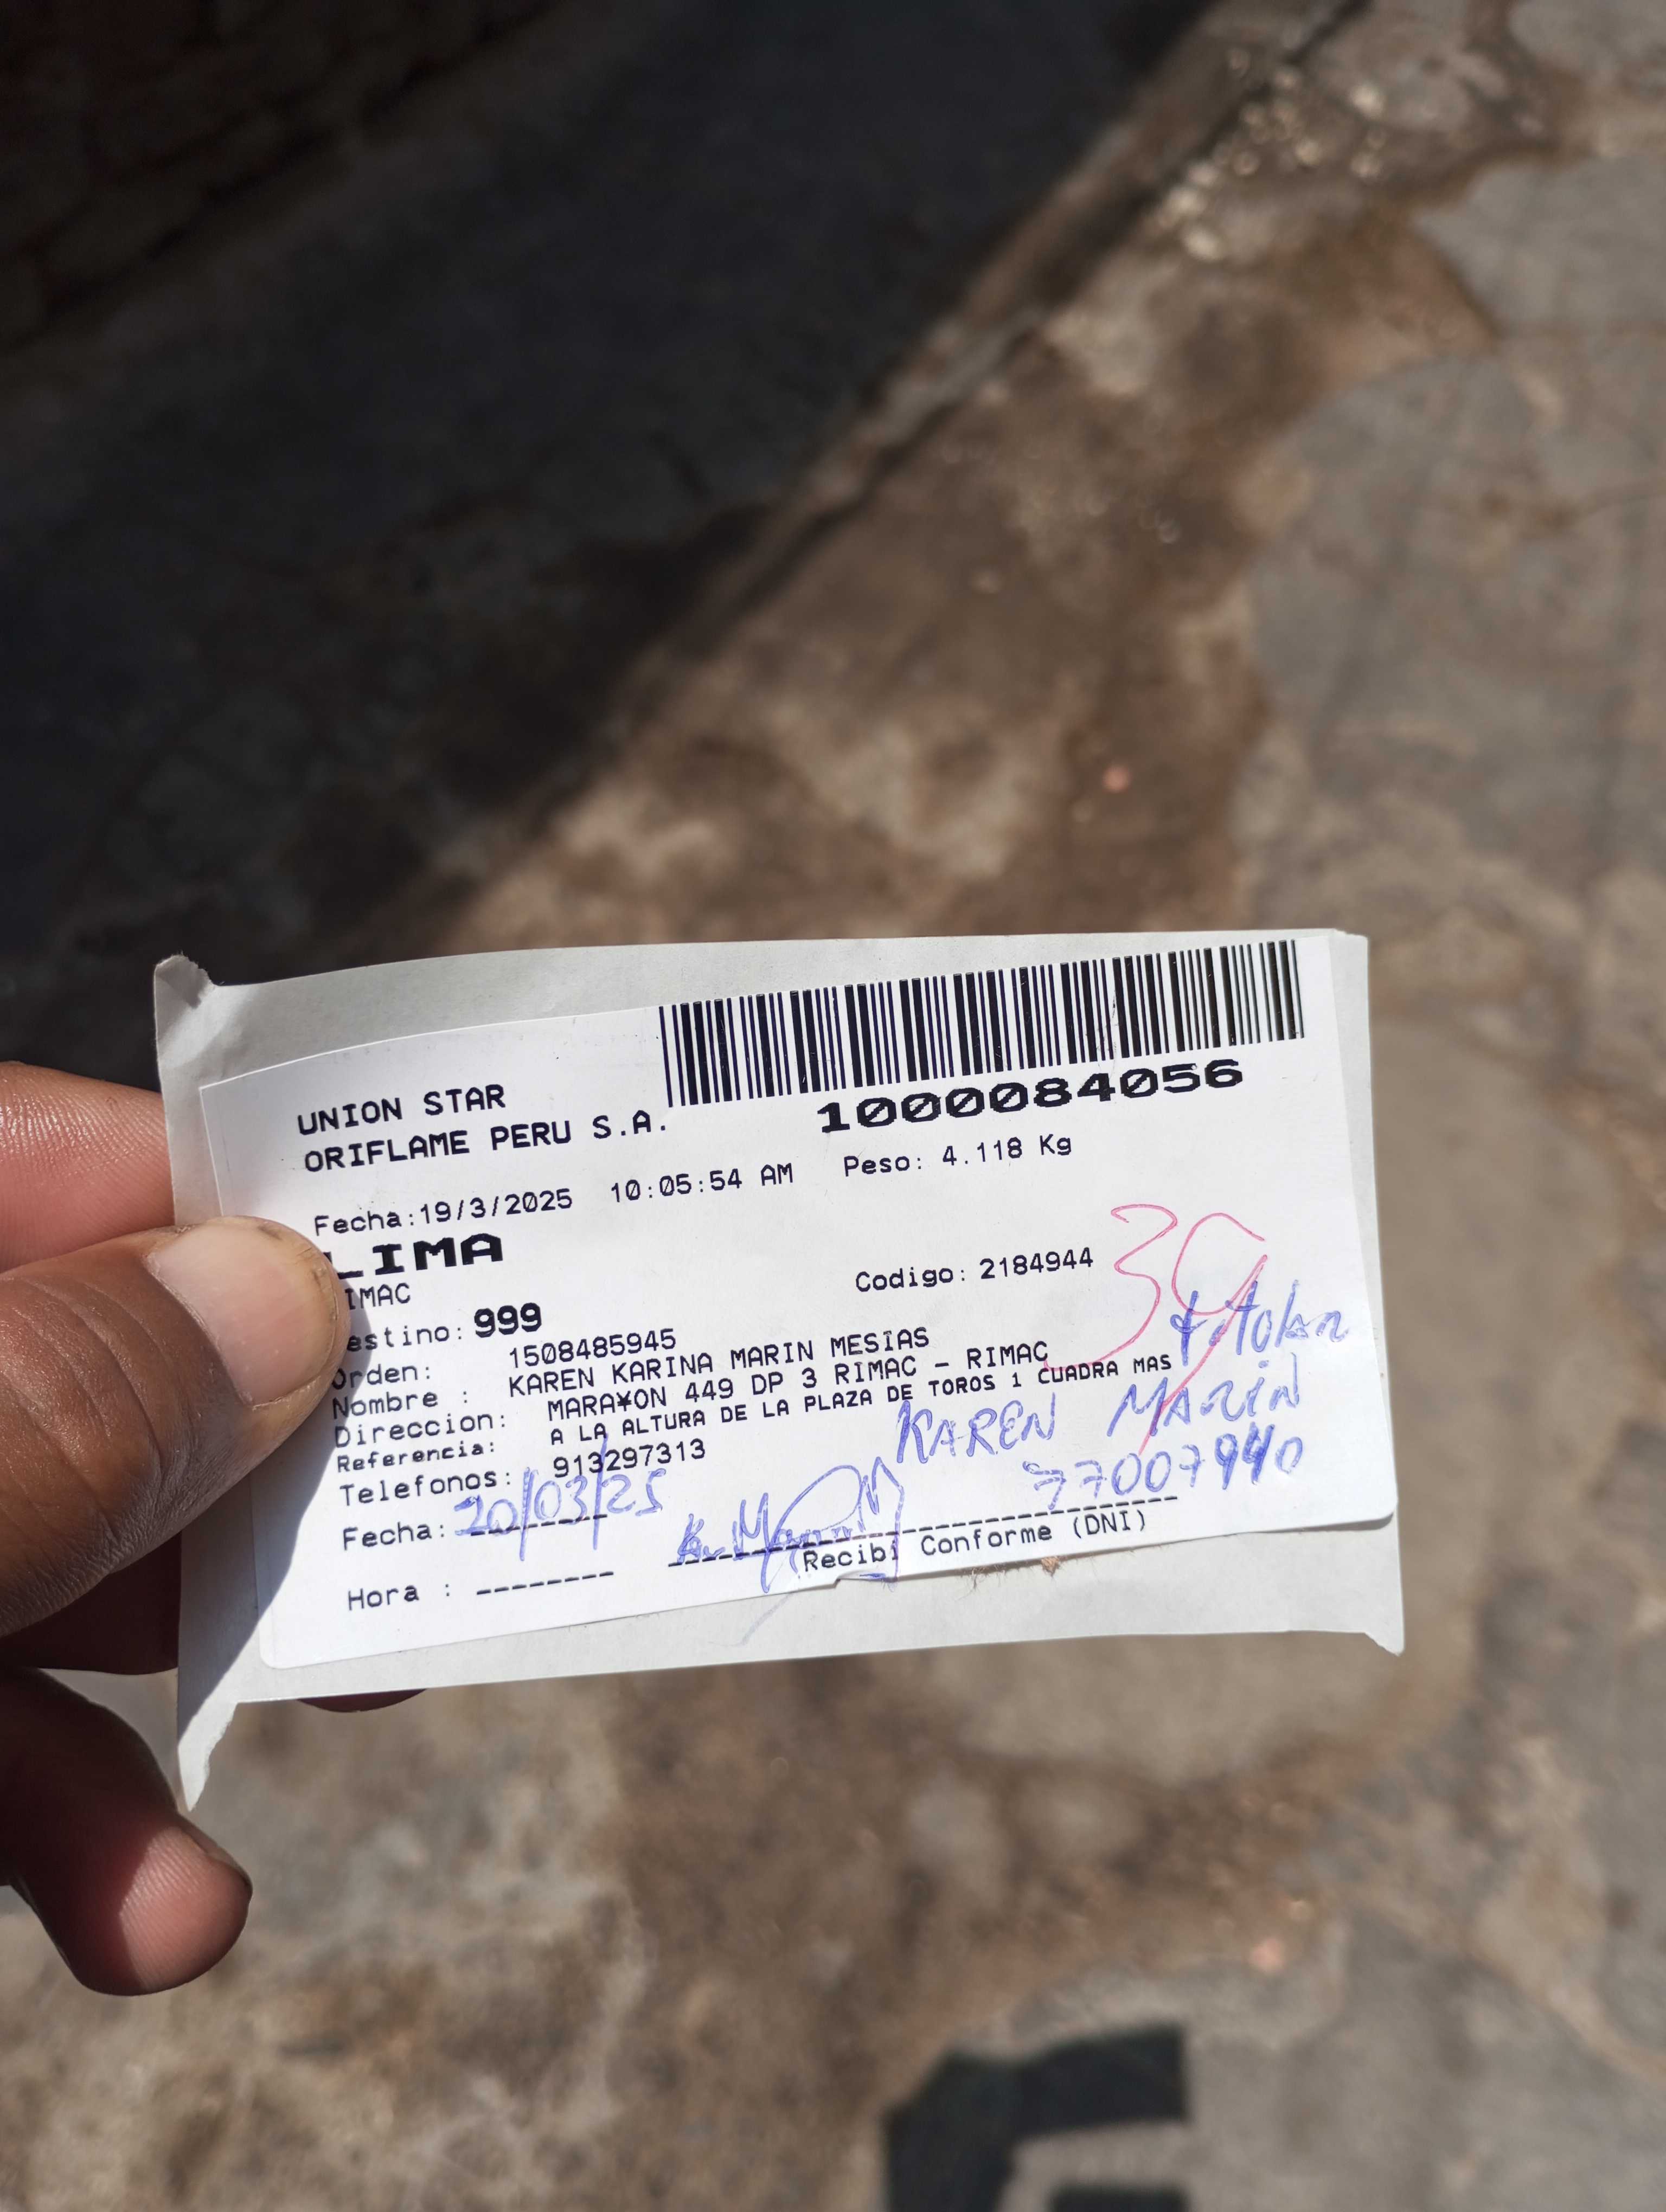 UNION STAR
ORIFLAME PERU S.A.
1000084056
Fecha:19/3/2025 10:05:54 AM Peso: 4.118 Kg
LIMA
IMAC
Codigo: 2184944
39
estino: 999
Orden: 1508485945
Nombre : KAREN KARINA MARIN MESIAS
Direccion: MARA¥ON 449 DP 3 RIMAC - RIMAC
Referencia: A LA ALTURA DE LA PLAZA DE TOROS 1 CUADRA MAS
Telefonos: 913297313
titular
KAREN MARIN
77007940
Fecha: 20/03/25
K. Marin M
Recibi Conforme (DNI)
Hora : --------